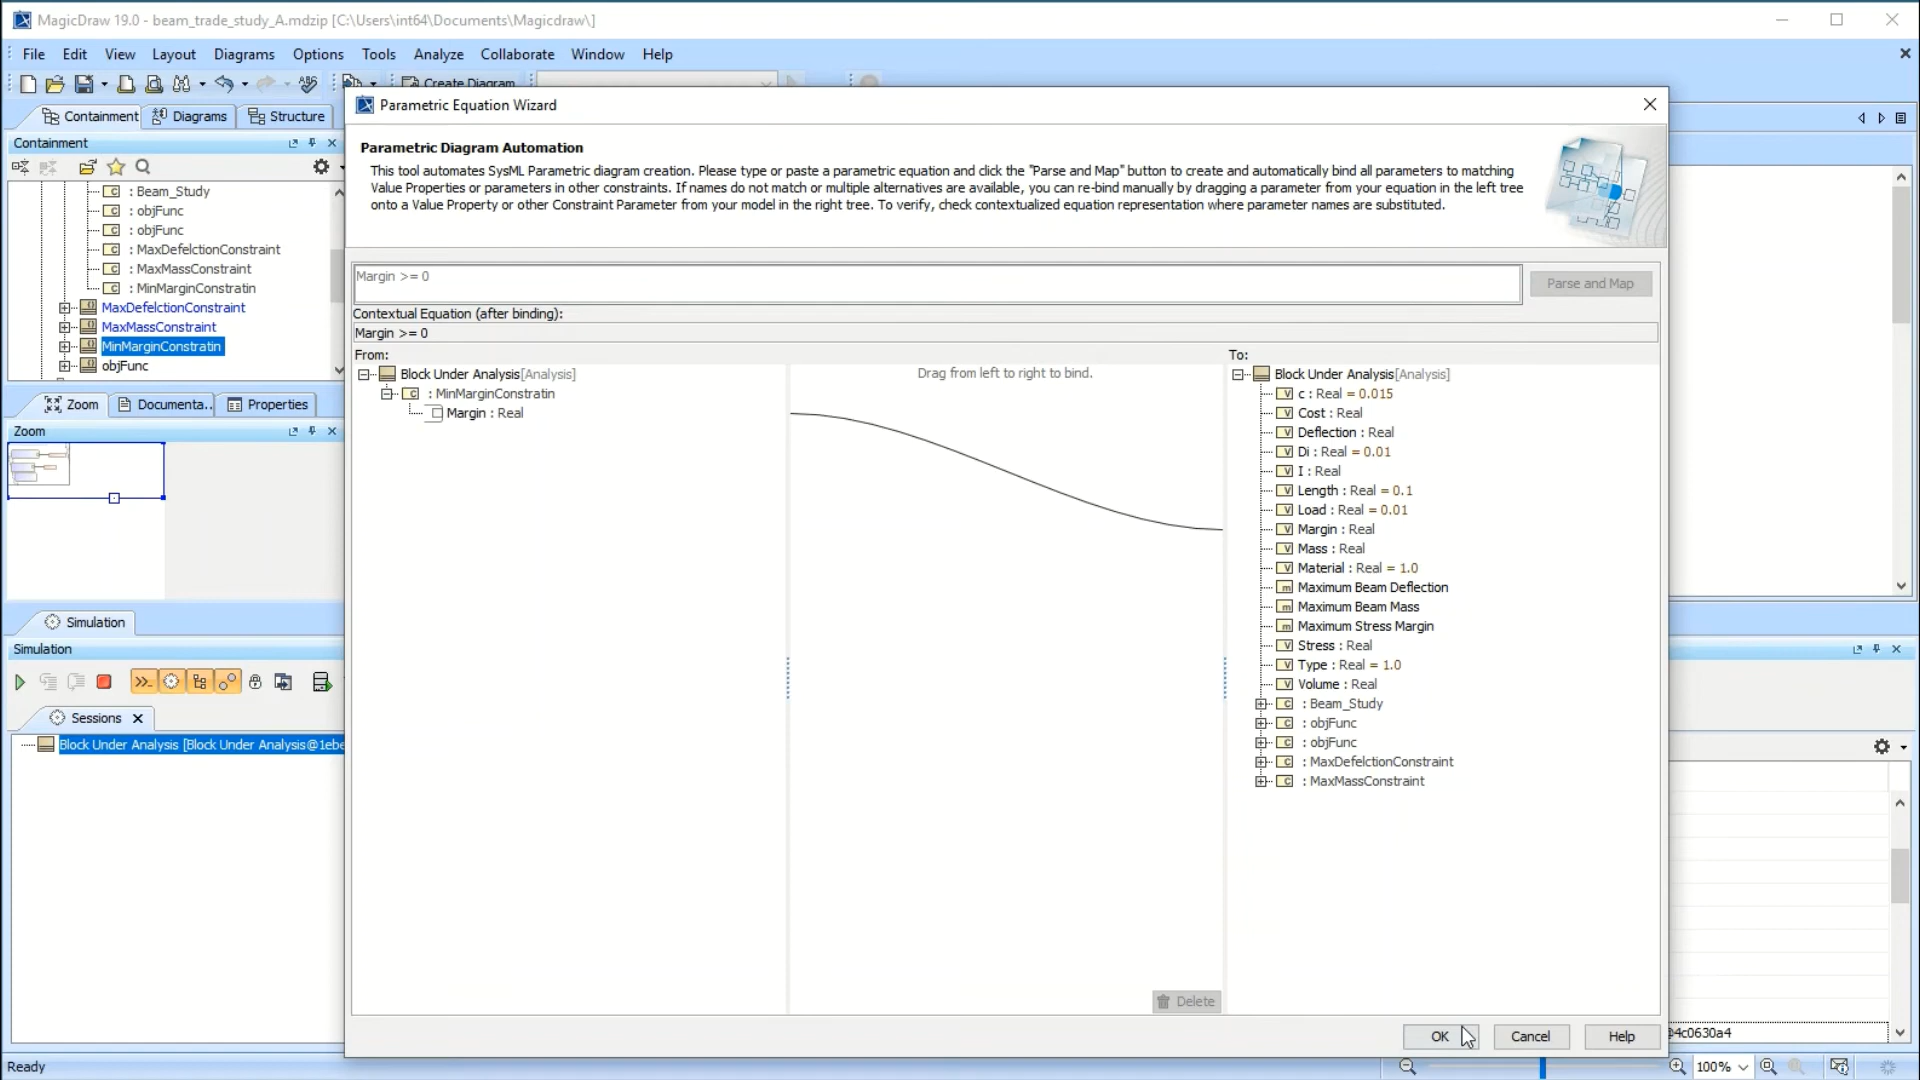 MagicDraw 19.0 - beam_trade_study_A.mdzip [C:\Users\int64\Documents\Magicdraw\]
File Edit View Layout Diagrams Options Tools Analyze Collaborate Window Help
Create Diagram
Containment Diagrams Structure
Containment
: Beam_Study
: objFunc
: objFunc
: MaxDefelctionConstraint
: MaxMassConstraint
: MinMarginConstratin
MaxDefelctionConstraint
MaxMassConstraint
MinMarginConstratin
objFunc
Zoom Documenta... Properties
Zoom
Simulation
Simulation
Sessions
Block Under Analysis [Block Under Analysis@1ebe
Parametric Equation Wizard
Parametric Diagram Automation
This tool automates SysML Parametric diagram creation. Please type or paste a parametric equation and click the "Parse and Map" button to create and automatically bind all parameters to matching
Value Properties or parameters in other constraints. If names do not match or multiple alternatives are available, you can re-bind manually by dragging a parameter from your equation in the left tree
onto a Value Property or other Constraint Parameter from your model in the right tree. To verify, check contextualized equation representation where parameter names are substituted.
Margin >= 0
Parse and Map
Contextual Equation (after binding):
Margin >= 0
From:
Block Under Analysis[Analysis]
: MinMarginConstratin
Margin : Real
Drag from left to right to bind.
Delete
To:
Block Under Analysis[Analysis]
c : Real = 0.015
Cost : Real
Deflection : Real
Di : Real = 0.01
I : Real
Length : Real = 0.1
Load : Real = 0.01
Margin : Real
Mass : Real
Material : Real = 1.0
Maximum Beam Deflection
Maximum Beam Mass
Maximum Stress Margin
Stress : Real
Type : Real = 1.0
Volume : Real
: Beam_Study
: objFunc
: objFunc
: MaxDefelctionConstraint
: MaxMassConstraint
OK Cancel Help
@4c0630a4
Ready
100%